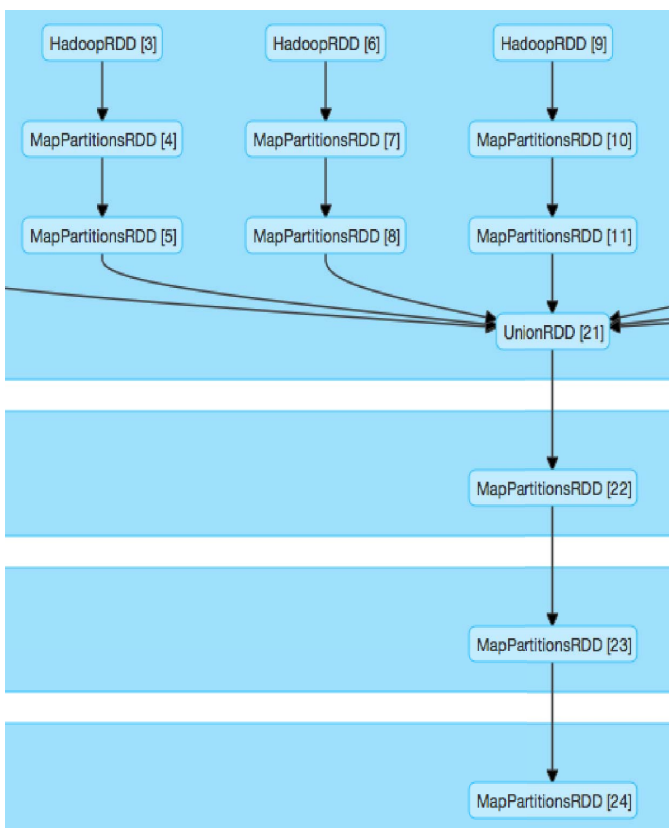 HadoopRDD [3]
HadoopRDD [6]
HadoopRDD [9]
MapPartitionsRDD [4]
MapPartitionsRDD [7]
MapPartitionsRDD [10]
MapPartitionsRDD [5]
MapPartitionsRDD [8]
MapPartitionsRDD [11]
UnionRDD [21]
MapPartitionsRDD [22]
MapPartitionsRDD [23]
MapPartitionsRDD [24]